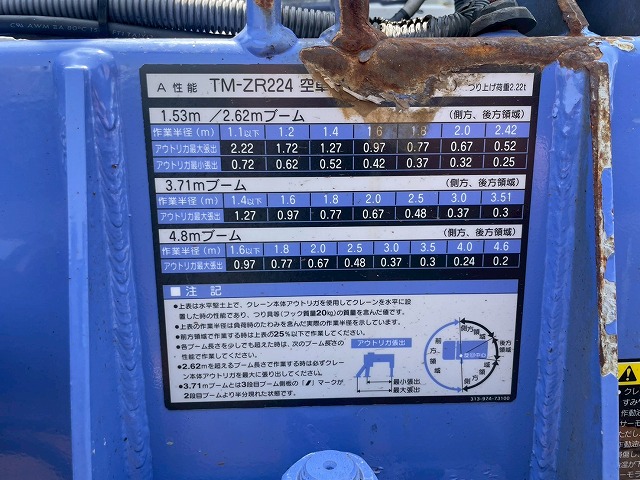 A 性能 TM-ZR224 空車 つり上げ荷重2.22t
1.53m／2.62mブーム (側方、後方領域)
作業半径(m) 1.1以下 1.2 1.4 1.6 1.8 2.0 2.42
アウトリガ最大張出 2.22 1.72 1.27 0.97 0.77 0.67 0.52
アウトリガ最小張出 0.72 0.62 0.52 0.42 0.37 0.32 0.25
3.71mブーム (側方、後方領域)
作業半径(m) 1.4以下 1.6 1.8 2.0 2.5 3.0 3.51
アウトリガ最大張出 1.27 0.97 0.77 0.67 0.48 0.37 0.3
4.8mブーム (側方、後方領域)
作業半径(m) 1.6以下 1.8 2.0 2.5 3.0 3.5 4.0 4.6
アウトリガ最大張出 0.97 0.77 0.67 0.48 0.37 0.3 0.24 0.2
注 記
●上表は水平堅土上で、クレーン本体アウトリガを使用してクレーンを水平に設
置した時の性能であり、つり具等(フック質量20kg)の質量を含んだ値です。
●上表の作業半径は負荷時のたわみを含んだ実際の作業半径を示しています。
●前方領域で作業する時は上表の25％以下で作業してください。
●各ブーム長さを少しでも超えた時は、次のブーム長さの
性能で作業してください。
●2.62mを超えるブーム長さで作業する時は必ずクレー
ン本体アウトリガを最大に張り出してください。
●3.71mブームとは3段目ブーム側板の( )マークが
2段目ブームより半分現れた状態です。
アウトリガ張出
最小張出
最大張出
前方領域
側方領域
後方領域
側方領域
旋回中心
313-974-73100
⚠